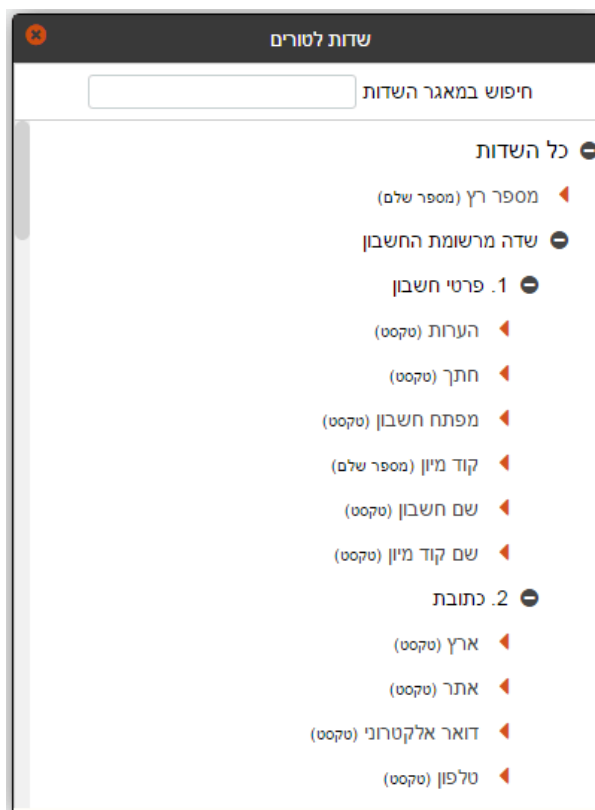 שדות לטורים
חיפוש במאגר השדות
כל השדות
מספר רץ (מספר שלם)
שדה מרשומת החשבון
1. פרטי חשבון
הערות (טקסט)
חתך (טקסט)
מפתח חשבון (טקסט)
קוד מיון (מספר שלם)
שם חשבון (טקסט)
שם קוד מיון (טקסט)
2. כתובת
ארץ (טקסט)
אתר (טקסט)
דואר אלקטרוני (טקסט)
טלפון (טקסט)